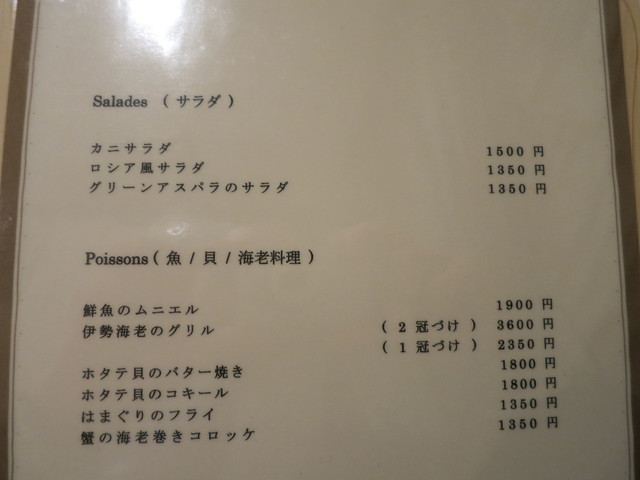 Salades （サラダ）
カニサラダ 1500 円
ロシア風サラダ 1350 円
グリーンアスパラのサラダ 1350 円
Poissons（ 魚 / 貝 / 海老料理 ）
鮮魚のムニエル 1900 円
伊勢海老のグリル （ 2 冠づけ ） 3600 円
（ 1 冠づけ ） 2350 円
ホタテ貝のバター焼き 1800 円
ホタテ貝のコキール 1800 円
はまぐりのフライ 1350 円
蟹の海老巻きコロッケ 1350 円